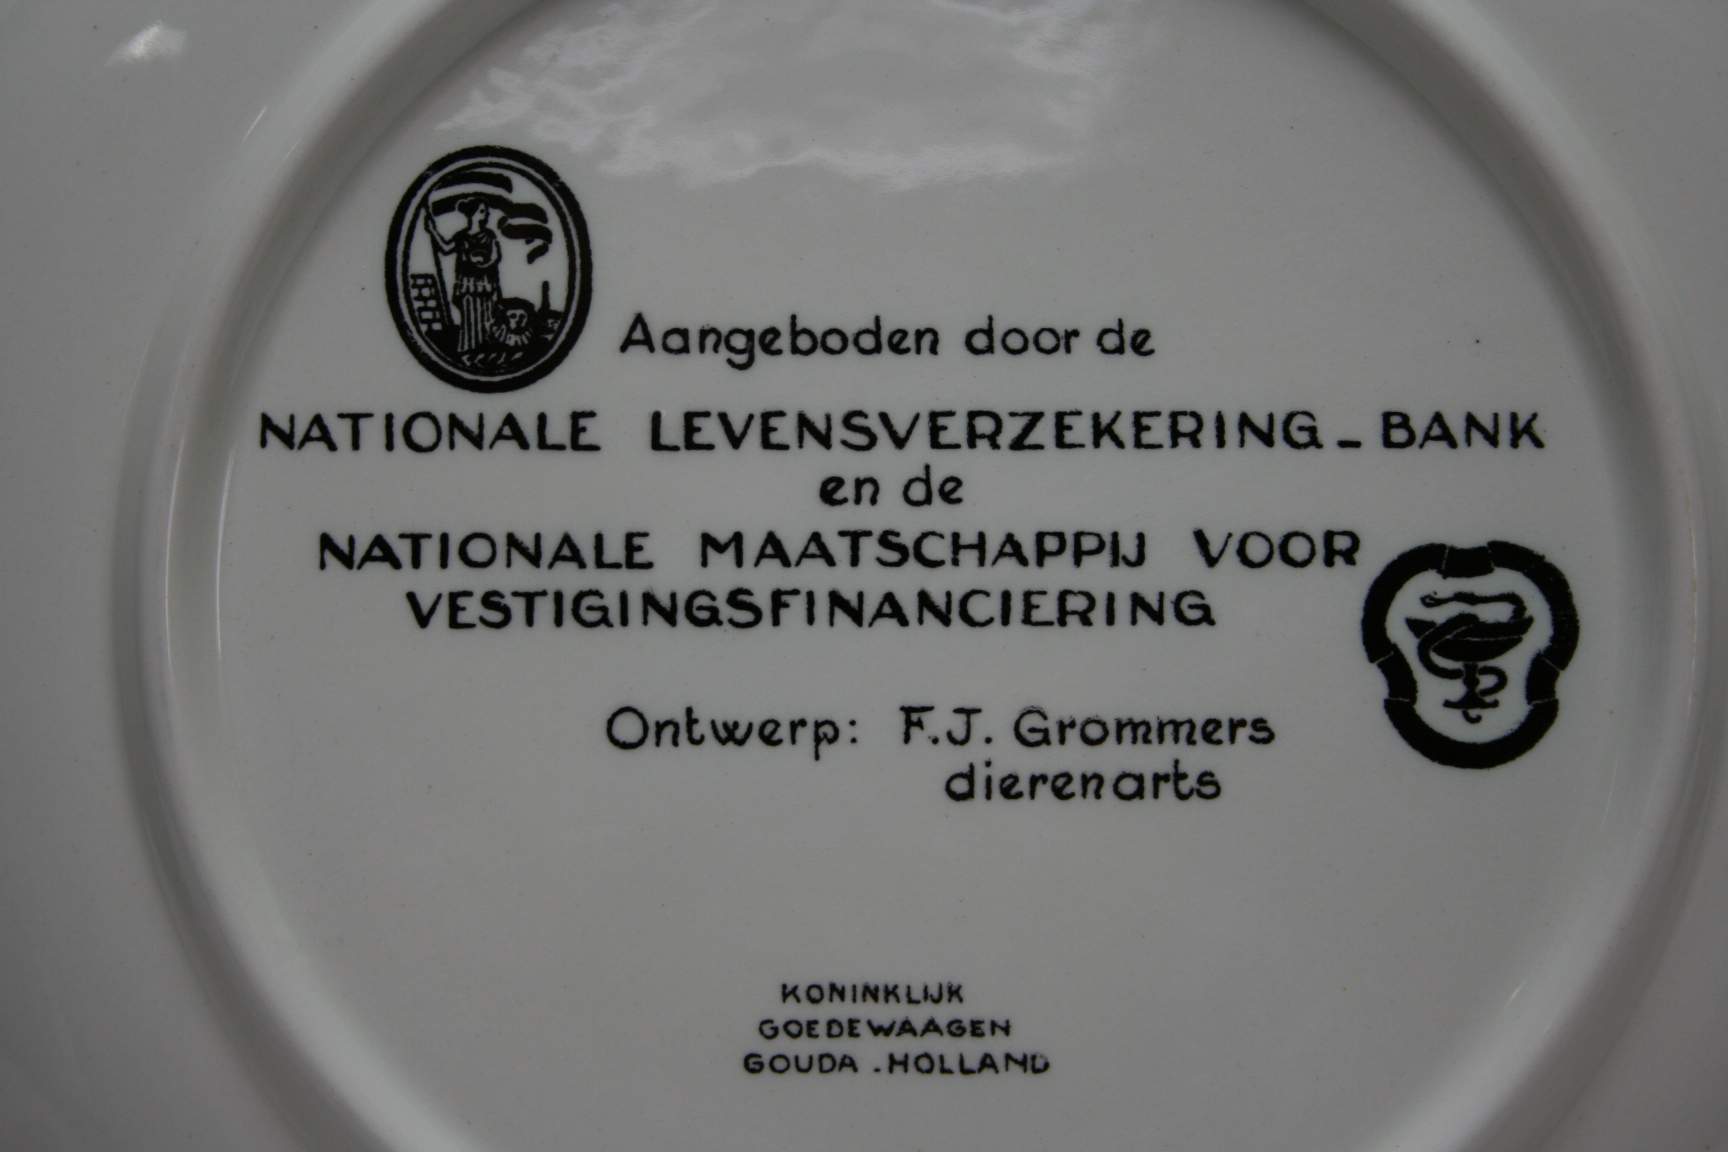 Aangeboden door de
NATIONALE LEVENSVERZEKERING-BANK
en de
NATIONALE MAATSCHAPPIJ VOOR
VESTIGINGSFINANCIERING
Ontwerp: F.J. Grommers
dierenarts
KONINKLIJK
GOEDEWAAGEN
GOUDA.HOLLAND